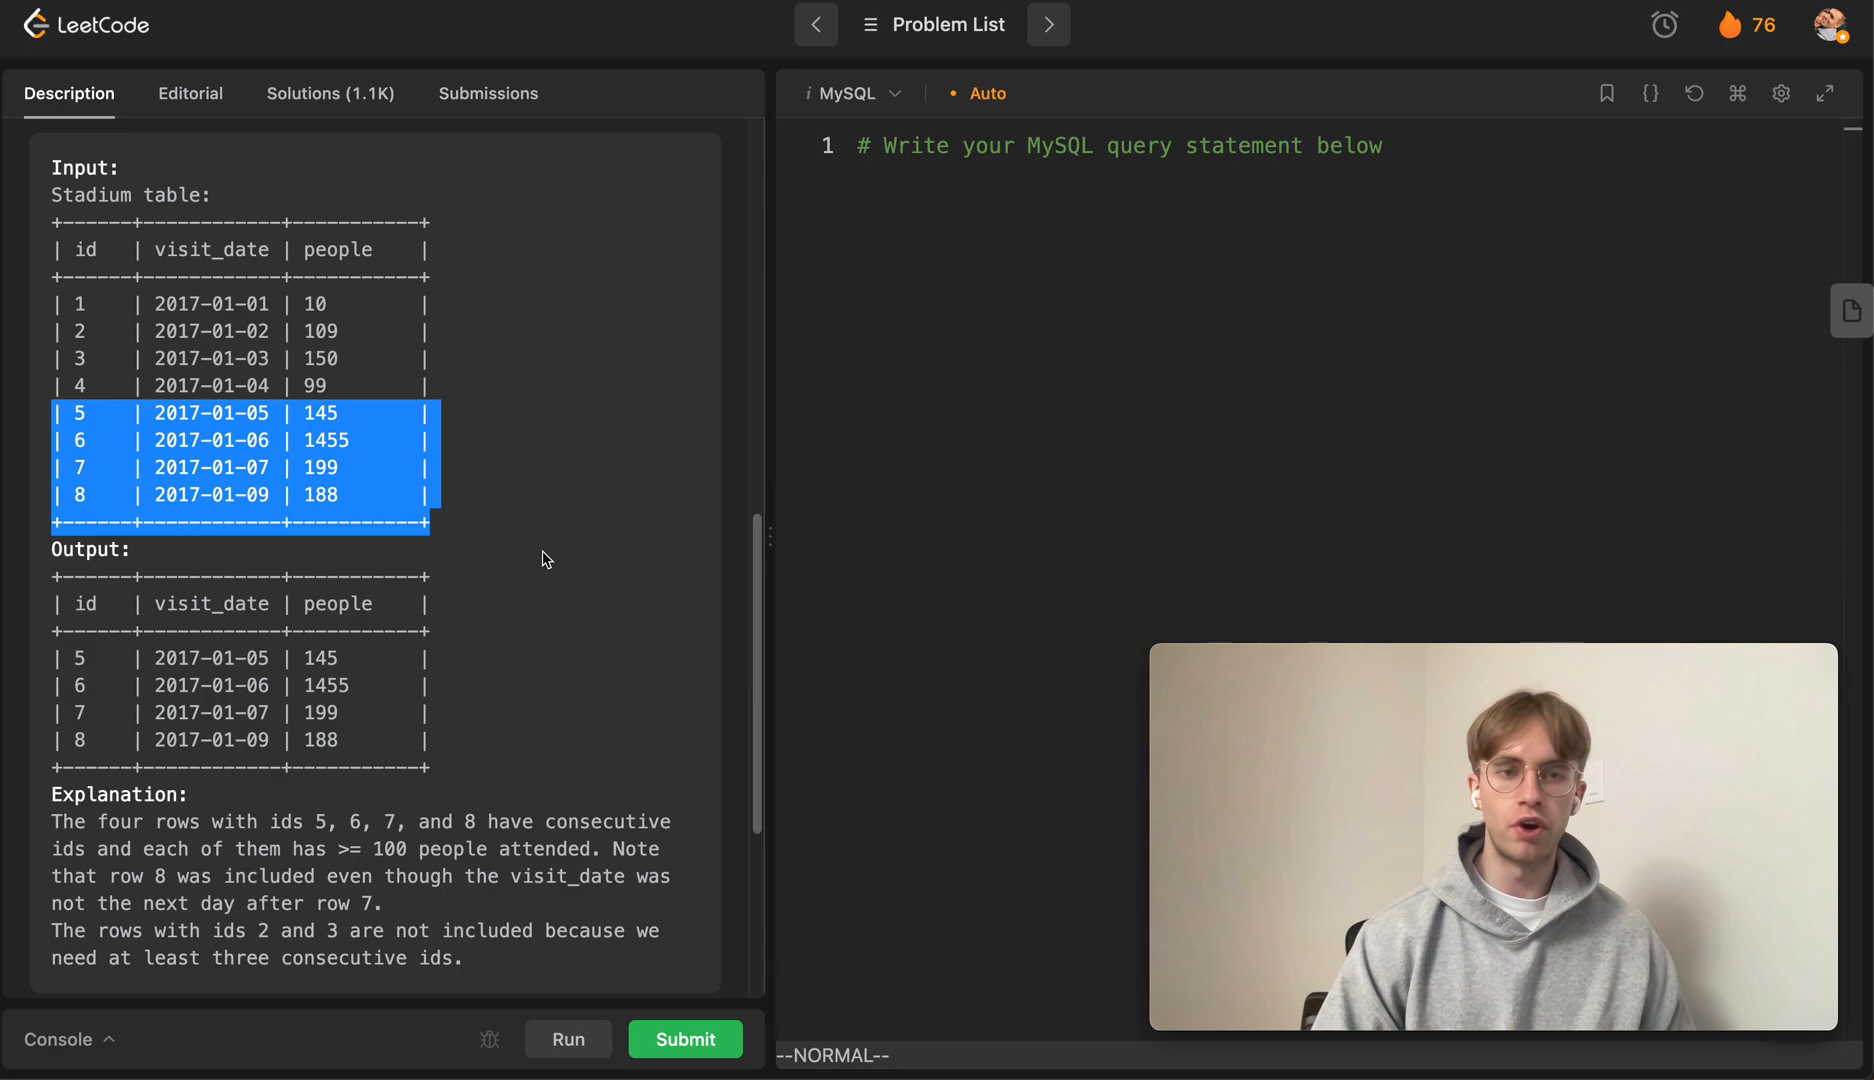 LeetCode
Problem List
76
Description
Editorial
Solutions (1.1K)
Submissions
Input:
Stadium table:
+------+------------+-----------+
| id   | visit_date | people    |
+------+------------+-----------+
| 1    | 2017-01-01 | 10        |
| 2    | 2017-01-02 | 109       |
| 3    | 2017-01-03 | 150       |
| 4    | 2017-01-04 | 99        |
| 5    | 2017-01-05 | 145       |
| 6    | 2017-01-06 | 1455      |
| 7    | 2017-01-07 | 199       |
| 8    | 2017-01-09 | 188       |
+------+------------+-----------+
Output:
+------+------------+-----------+
| id   | visit_date | people    |
+------+------------+-----------+
| 5    | 2017-01-05 | 145       |
| 6    | 2017-01-06 | 1455      |
| 7    | 2017-01-07 | 199       |
| 8    | 2017-01-09 | 188       |
+------+------------+-----------+
Explanation:
The four rows with ids 5, 6, 7, and 8 have consecutive
ids and each of them has >= 100 people attended. Note
that row 8 was included even though the visit_date was
not the next day after row 7.
The rows with ids 2 and 3 are not included because we
need at least three consecutive ids.
Console
Run
Submit
i MySQL
• Auto
{}
1 # Write your MySQL query statement below
--NORMAL--